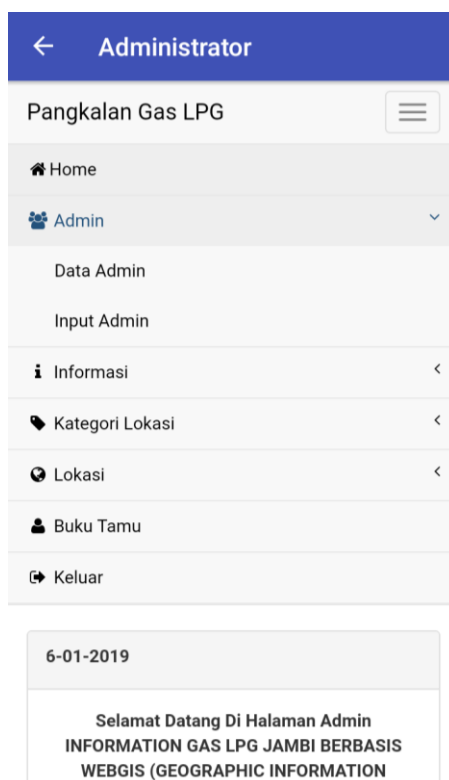 Administrator
Pangkalan Gas LPG
Home
Admin
Data Admin
Input Admin
Informasi
Kategori Lokasi
Lokasi
Buku Tamu
Keluar
6-01-2019
Selamat Datang Di Halaman Admin
INFORMATION GAS LPG JAMBI BERBASIS
WEBGIS (GEOGRAPHIC INFORMATION